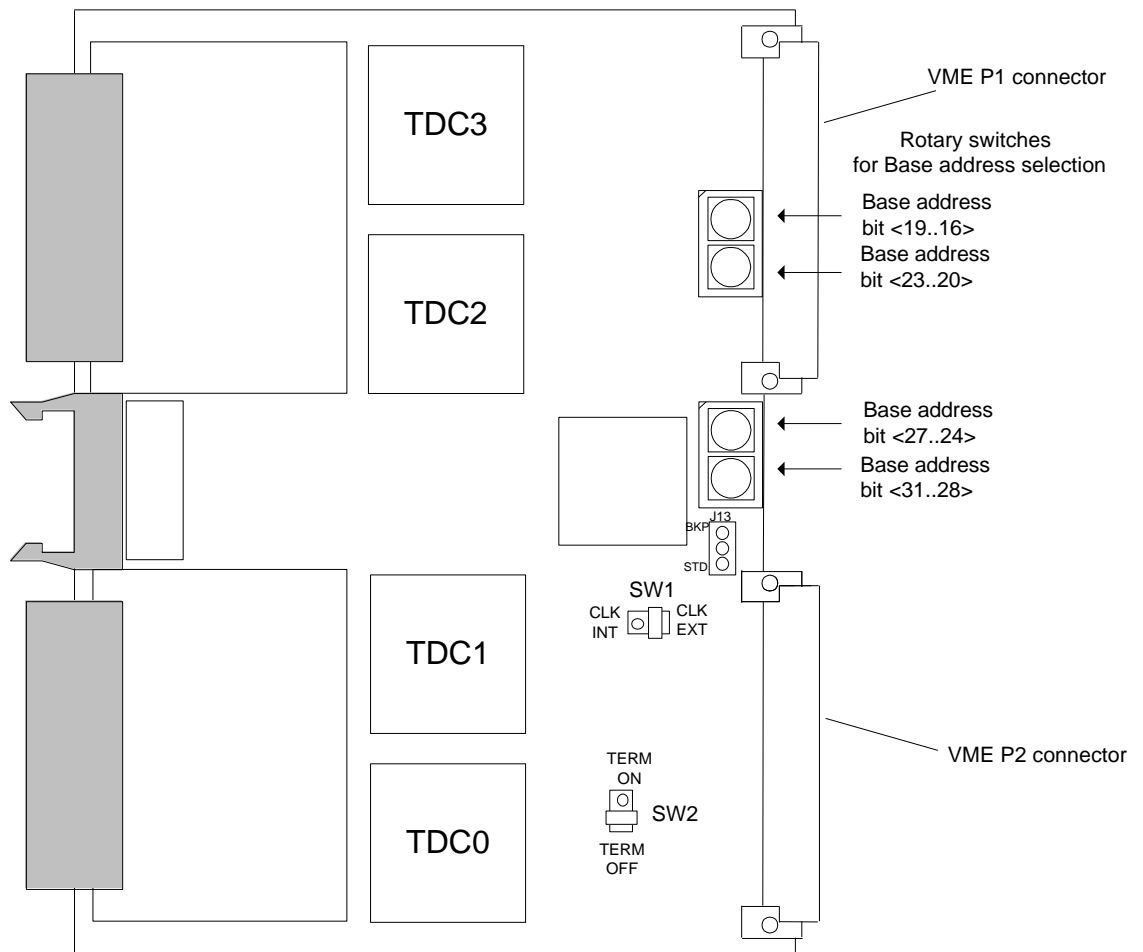 VME P1 connector
TDC3
Rotary switches
for Base address selection
Base address
bit <19..16>
Base address
bit <23..20>
TDC2
Base address
bit <27..24>
Base address
bit <31..28>
J13
BKP
STD
SW1
CLK
INT
CLK
EXT
TDC1
VME P2 connector
TERM
ON
SW2
TDC0
TERM
OFF